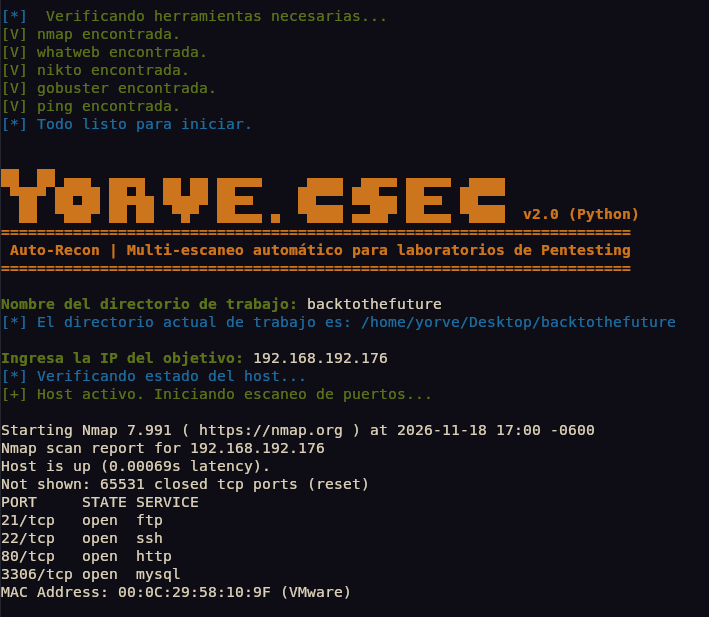 [*]  Verificando herramientas necesarias...
[V] nmap encontrada.
[V] whatweb encontrada.
[V] nikto encontrada.
[V] gobuster encontrada.
[V] ping encontrada.
[*] Todo listo para iniciar.
YORVE.CSEC v2.0 (Python)
======================================================================
Auto-Recon | Multi-escaneo automático para laboratorios de Pentesting
======================================================================
Nombre del directorio de trabajo: backtothefuture
[*] El directorio actual de trabajo es: /home/yorve/Desktop/backtothefuture
Ingresa la IP del objetivo: 192.168.192.176
[*] Verificando estado del host...
[+] Host activo. Iniciando escaneo de puertos...
Starting Nmap 7.991 ( https://nmap.org ) at 2026-11-18 17:00 -0600
Nmap scan report for 192.168.192.176
Host is up (0.00069s latency).
Not shown: 65531 closed tcp ports (reset)
PORT     STATE SERVICE
21/tcp   open  ftp
22/tcp   open  ssh
80/tcp   open  http
3306/tcp open  mysql
MAC Address: 00:0C:29:58:10:9F (VMware)